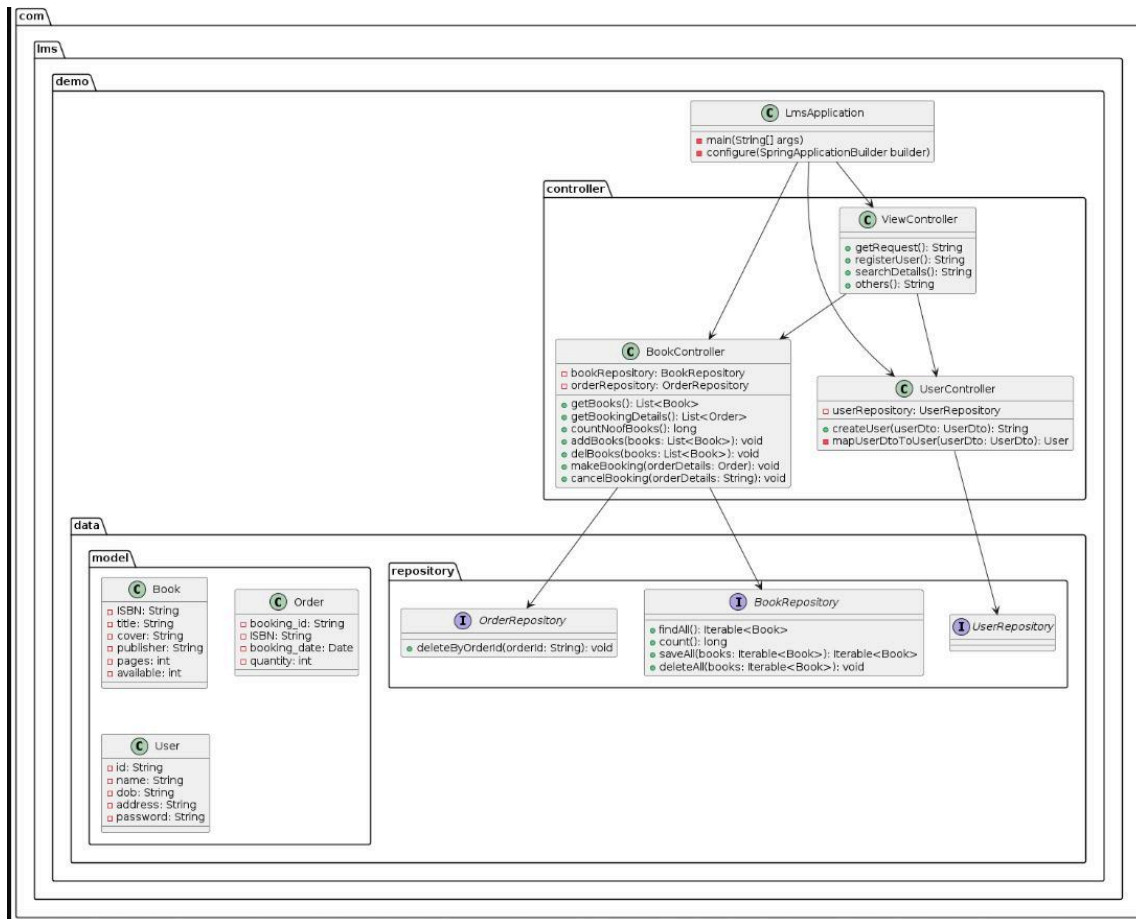 com
lms
demo
C LmsApplication
main(String[] args)
configure(SpringApplicationBuilder builder)
controller
C ViewController
getRequest(): String
registerUser(): String
searchDetails(): String
others(): String
C BookController
bookRepository: BookRepository
orderRepository: OrderRepository
getBooks(): List<Book>
getBookingDetails(): List<Order>
countNoofBooks(): long
addBooks(books: List<Book>): void
delBooks(books: List<Book>): void
makeBooking(orderDetails: Order): void
cancelBooking(orderDetails: String): void
C UserController
userRepository: UserRepository
createUser(userDto: UserDto): String
mapUserDtoToUser(userDto: UserDto): User
data
model
C Book
ISBN: String
title: String
cover: String
publisher: String
pages: int
available: int
C Order
booking_id: String
ISBN: String
booking_date: Date
quantity: int
C User
id: String
name: String
dob: String
address: String
password: String
repository
I OrderRepository
deleteByOrderId(orderId: String): void
I BookRepository
findAll(): Iterable<Book>
count(): long
saveAll(books: Iterable<Book>): Iterable<Book>
deleteAll(books: Iterable<Book>): void
I UserRepository